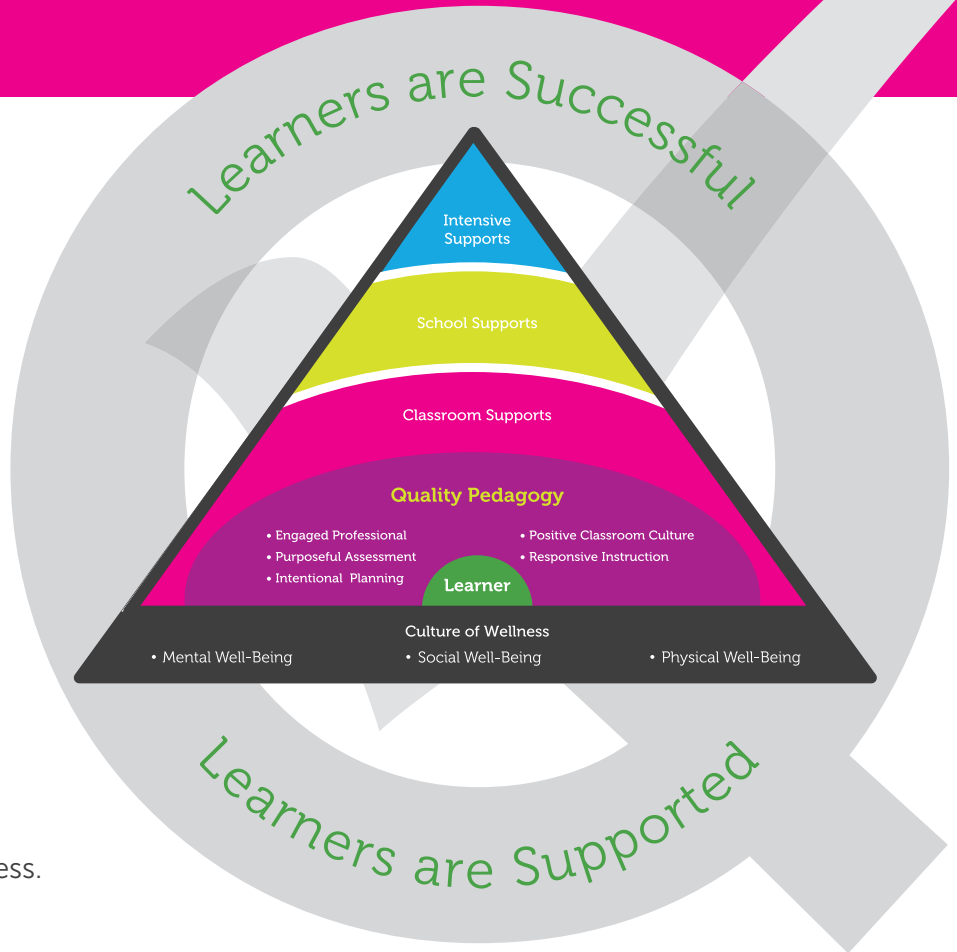 Learners are Successful
Intensive
Supports
School Supports
Classroom Supports
Quality Pedagogy
• Engaged Professional
• Purposeful Assessment
• Intentional Planning
• Positive Classroom Culture
• Responsive Instruction
Learner
Culture of Wellness
• Mental Well-Being
• Social Well-Being
• Physical Well-Being
Learners are Supported
ess.